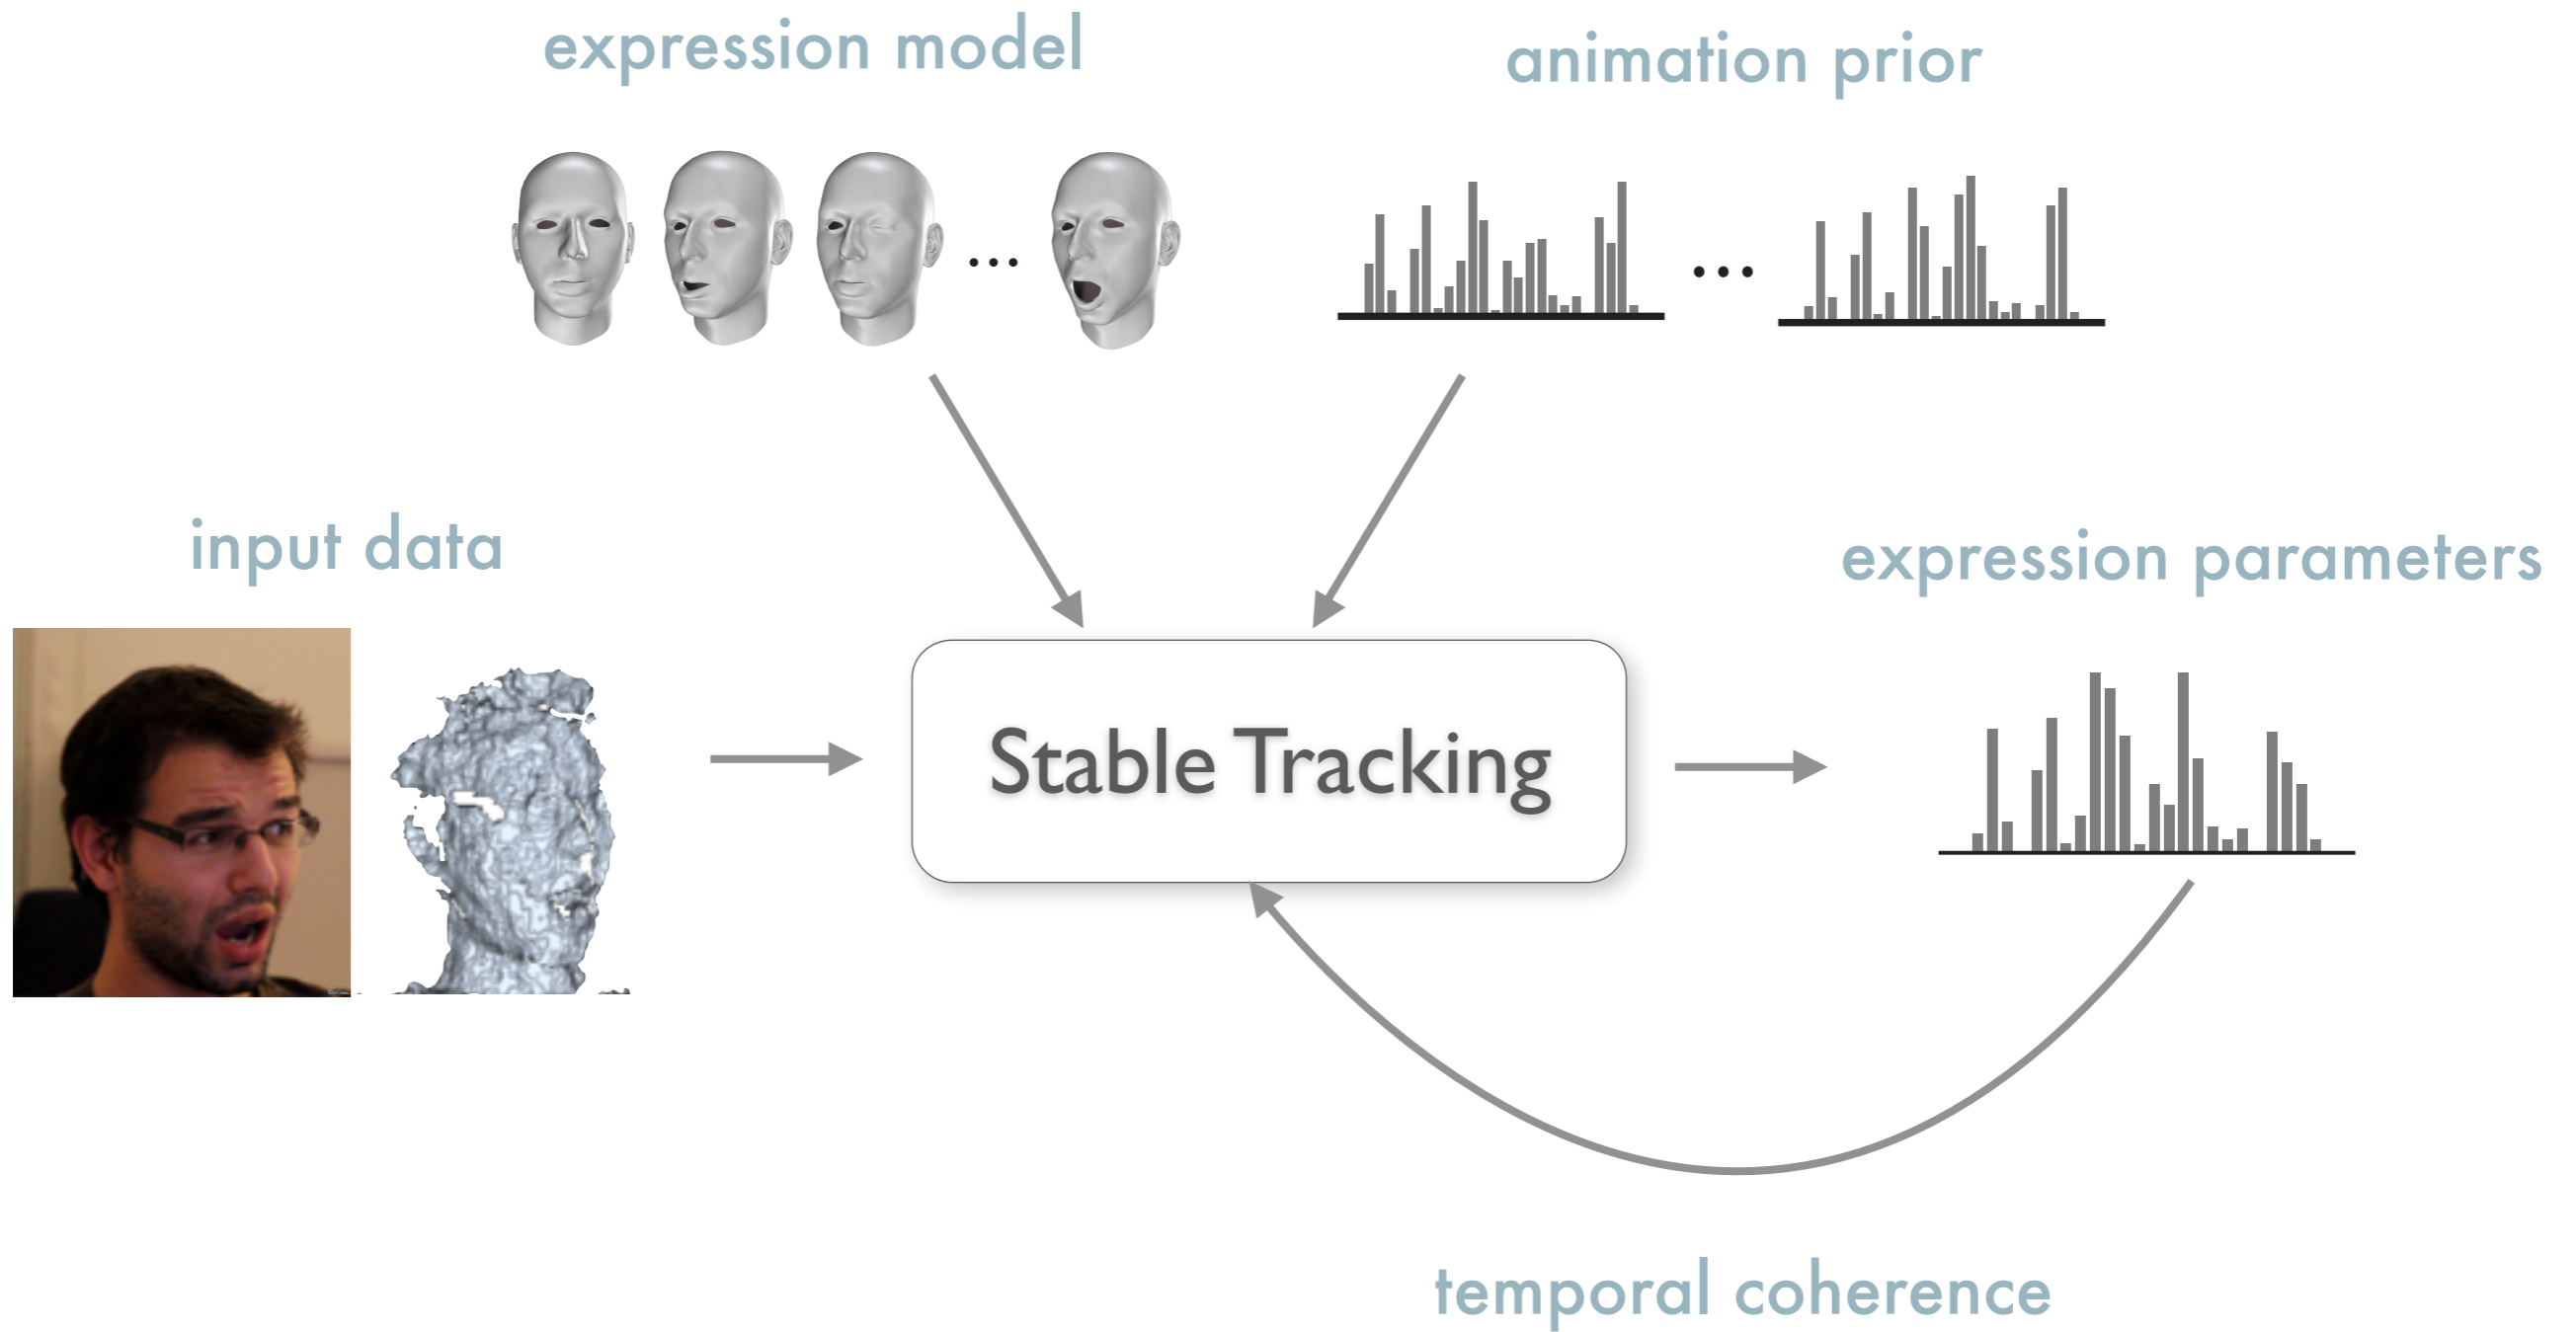 expression model
animation prior
input data
expression parameters
Stable Tracking
temporal coherence